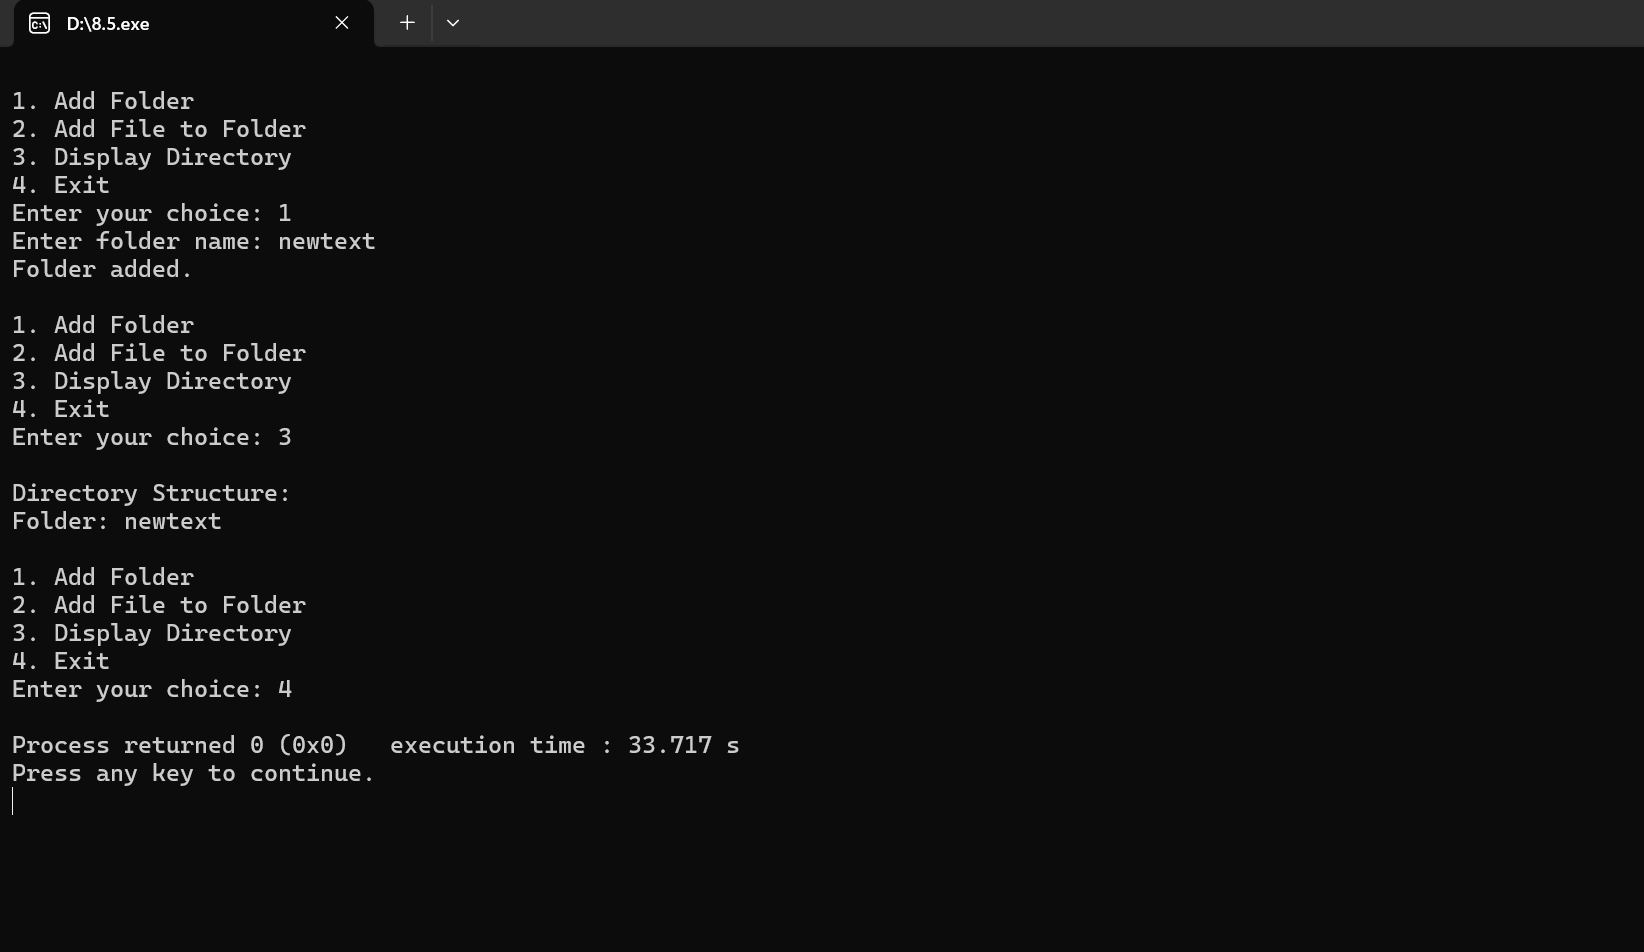 D:\8.5.exe
1. Add Folder
2. Add File to Folder
3. Display Directory
4. Exit
Enter your choice: 1
Enter folder name: newtext
Folder added.
1. Add Folder
2. Add File to Folder
3. Display Directory
4. Exit
Enter your choice: 3
Directory Structure:
Folder: newtext
1. Add Folder
2. Add File to Folder
3. Display Directory
4. Exit
Enter your choice: 4
Process returned 0 (0x0)   execution time : 33.717 s
Press any key to continue.